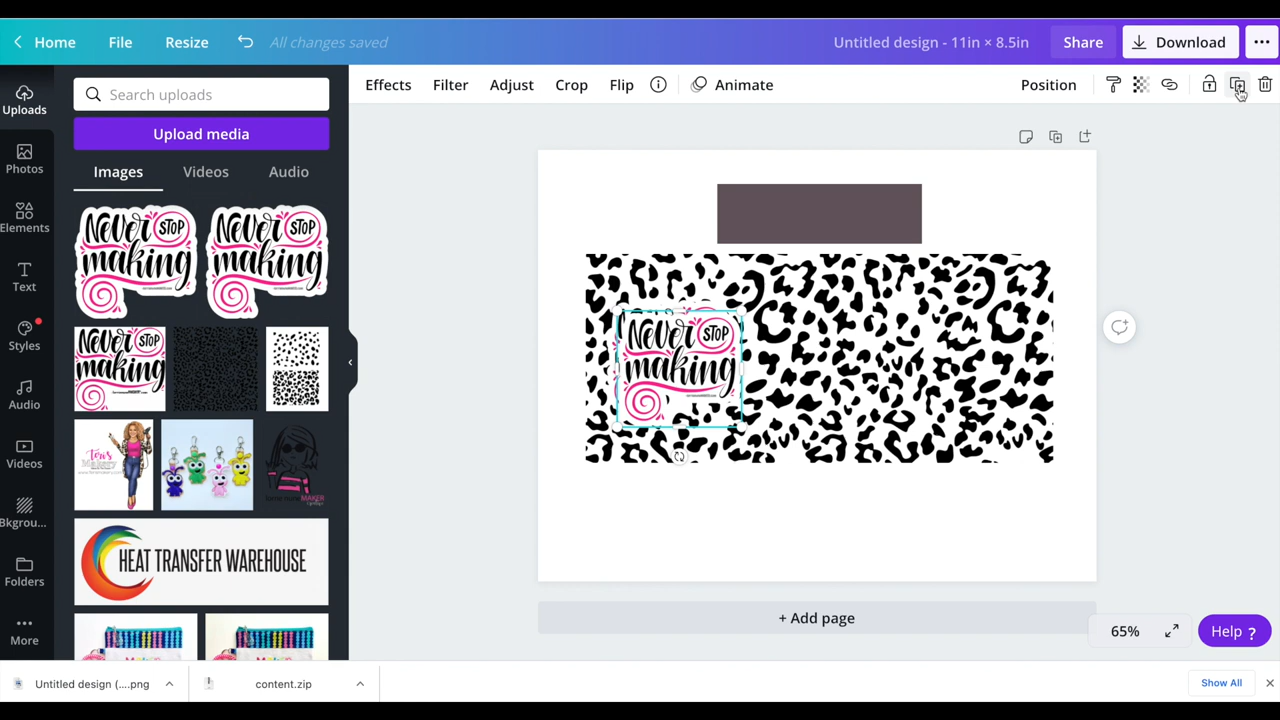 Home File Resize All changes saved Untitled design - 11in × 8.5in Share Download
Uploads Search uploads Effects Filter Adjust Crop Flip Animate Position
Upload media
Photos
Images Videos Audio
Elements
Never STOP making
Never STOP making
Text
Styles
Never STOP making
Never STOP making
Audio
Videos
Teri's
Makery
Bkgrou...
HEAT TRANSFER WAREHOUSE
Folders
More
+ Add page
65%
Help ?
Untitled design (....png
content.zip
Show All